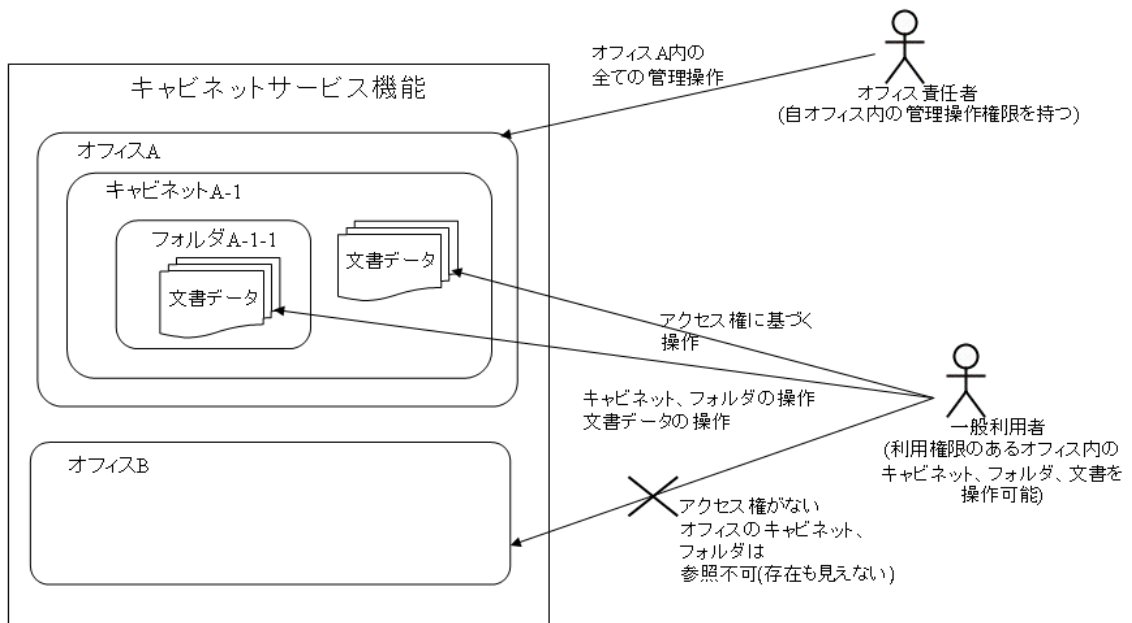 オフィスA内の
全ての管理操作
オフィス責任者
(自オフィス内の管理操作権限を持つ)
キャビネットサービス機能
オフィスA
キャビネットA-1
フォルダA-1-1
文書データ
文書データ
アクセス権に基づく
操作
キャビネット、フォルダの操作
文書データの操作
一般利用者
(利用権限のあるオフィス内の
キャビネット、フォルダ、文書を
操作可能)
オフィスB
アクセス権がない
オフィスのキャビネット、
フォルダは
参照不可(存在も見えない)